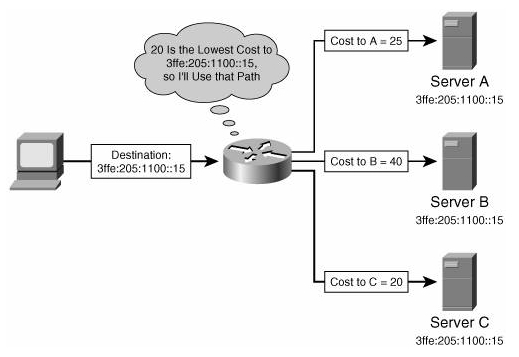 20 Is the Lowest Cost to
3ffe:205:1100::15,
so I'll Use that Path
Destination:
3ffe:205:1100::15
Cost to A = 25
Server A
3ffe:205:1100::15
Cost to B = 40
Server B
3ffe:205:1100::15
Cost to C = 20
Server C
3ffe:205:1100::15